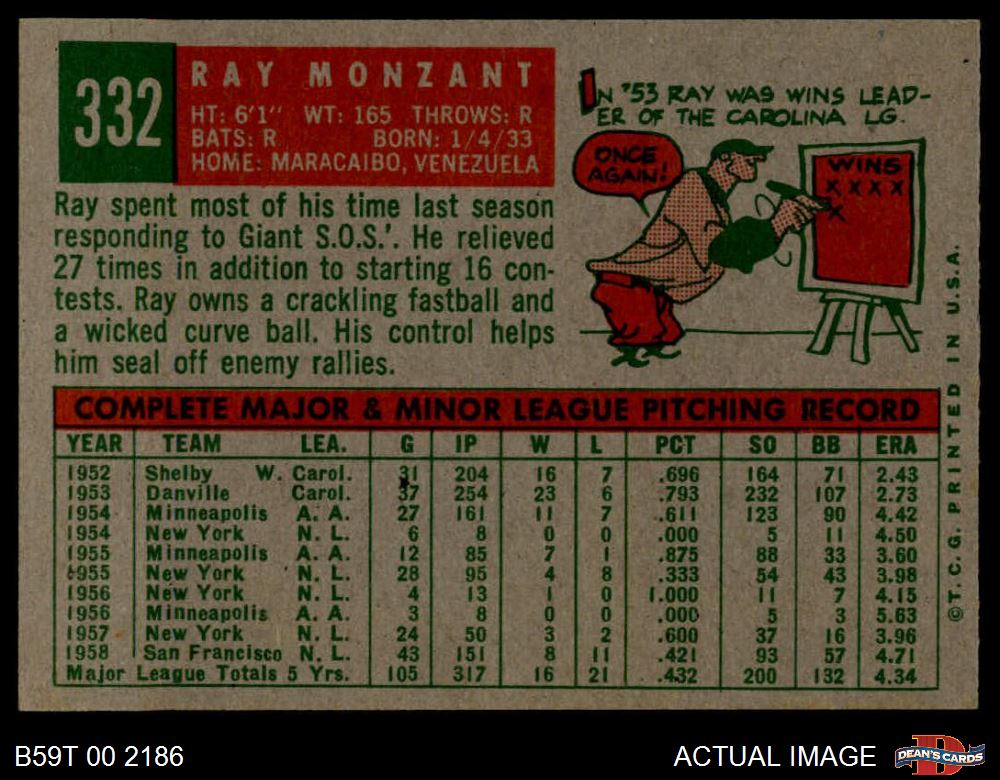 332
RAY MONZANT
HT: 6'1" WT: 165 THROWS: R
BATS: R BORN: 1/4/33
HOME: MARACAIBO, VENEZUELA
Ray spent most of his time last season
responding to Giant S.O.S.'. He relieved
27 times in addition to starting 16 con-
tests. Ray owns a crackling fastball and
a wicked curve ball. His control helps
him seal off enemy rallies.
IN '53 RAY WAS WINS LEAD-
ER OF THE CAROLINA LG.
ONCE
AGAIN!
WINS
X X X X
X
COMPLETE MAJOR & MINOR LEAGUE PITCHING RECORD
YEAR TEAM LEA. G IP W L PCT SO BB ERA
1952 Shelby W. Carol. 31 204 16 7 .696 164 71 2.43
1953 Danville Carol. 37 254 23 6 .793 232 107 2.73
1954 Minneapolis A. A. 27 161 11 7 .611 123 90 4.42
1954 New York N. L. 6 8 0 0 .000 5 11 4.50
1955 Minneapolis A. A. 12 85 7 1 .875 88 33 3.60
1955 New York N. L. 28 95 4 8 .333 54 43 3.98
1956 New York N. L. 4 13 1 0 1.000 11 7 4.15
1956 Minneapolis A. A. 3 8 0 0 .000 5 3 5.63
1957 New York N. L. 24 50 3 2 .600 37 16 3.96
1958 San Francisco N. L. 43 151 8 11 .421 93 57 4.71
Major League Totals 5 Yrs. 105 317 16 21 .432 200 132 4.34
©T.C.G. PRINTED IN U.S.A.
B59T 00 2186
ACTUAL IMAGE
D
DEAN'S CARDS